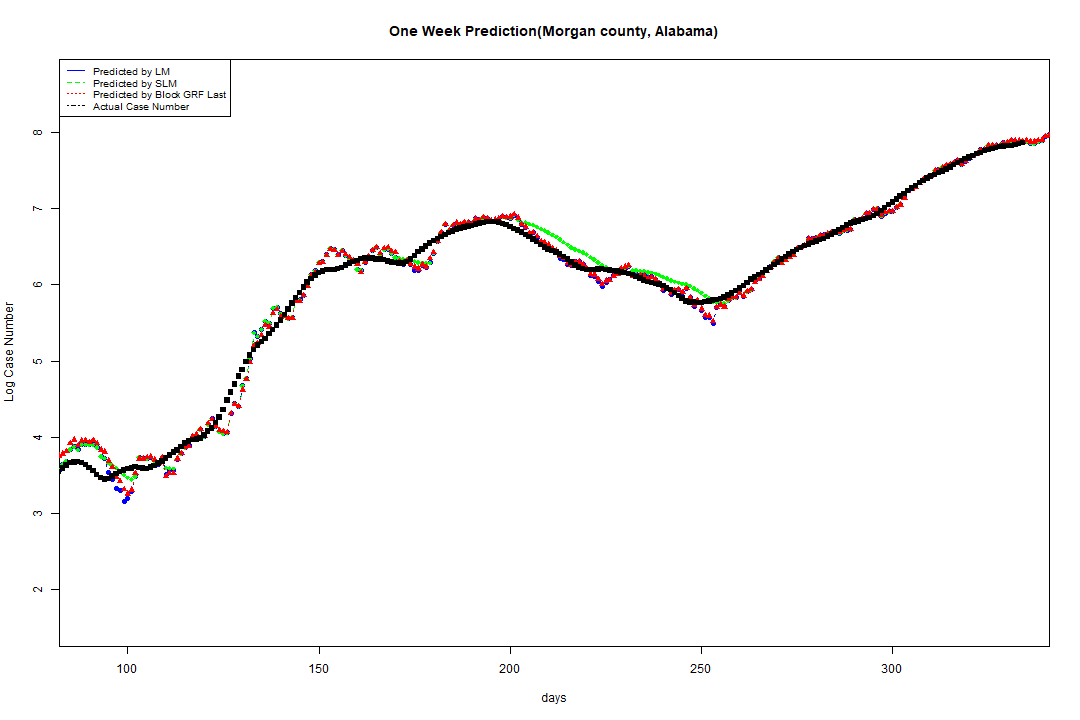 One Week Prediction(Morgan county, Alabama)
Predicted by LM
Predicted by SLM
Predicted by Block GRF Last
Actual Case Number
8
7
6
5
4
3
2
Log Case Number
100 150 200 250 300
days